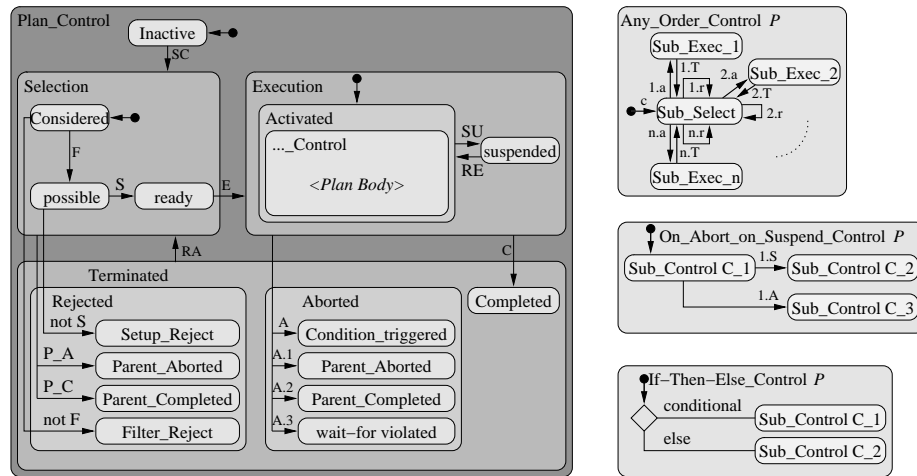 Plan_Control
Inactive
SC
Selection
Considered
F
possible
S
ready
E
Execution
Activated
..._Control
<Plan Body>
SU
RE
suspended
RA
C
Terminated
Rejected
not S
Setup_Reject
P_A
Parent_Aborted
P_C
Parent_Completed
not F
Filter_Reject
Aborted
A
Condition_triggered
A.1
Parent_Aborted
A.2
Parent_Completed
A.3
wait-for violated
Completed
Any_Order_Control P
Sub_Exec_1
1.a
1.T
1.r
2.a
Sub_Exec_2
2.T
c
Sub_Select
2.r
n.a
n.r
n.T
Sub_Exec_n
On_Abort_on_Suspend_Control P
Sub_Control C_1
1.S
Sub_Control C_2
1.A
Sub_Control C_3
If-Then-Else_Control P
conditional
Sub_Control C_1
else
Sub_Control C_2